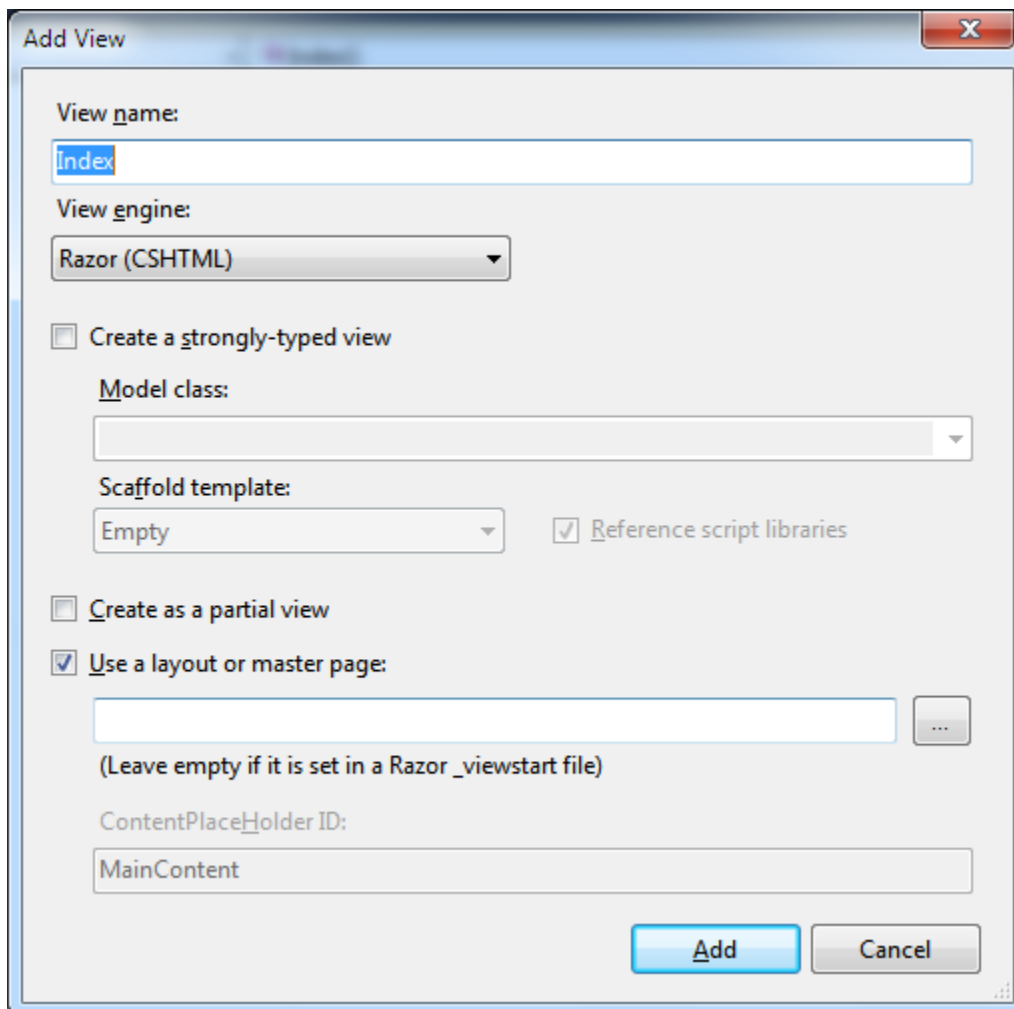 Add View
View name:
Index
View engine:
Razor (CSHTML)
Create a strongly-typed view
Model class:
Scaffold template:
Empty
Reference script libraries
Create as a partial view
Use a layout or master page:
...
(Leave empty if it is set in a Razor _viewstart file)
ContentPlaceHolder ID:
MainContent
Add
Cancel